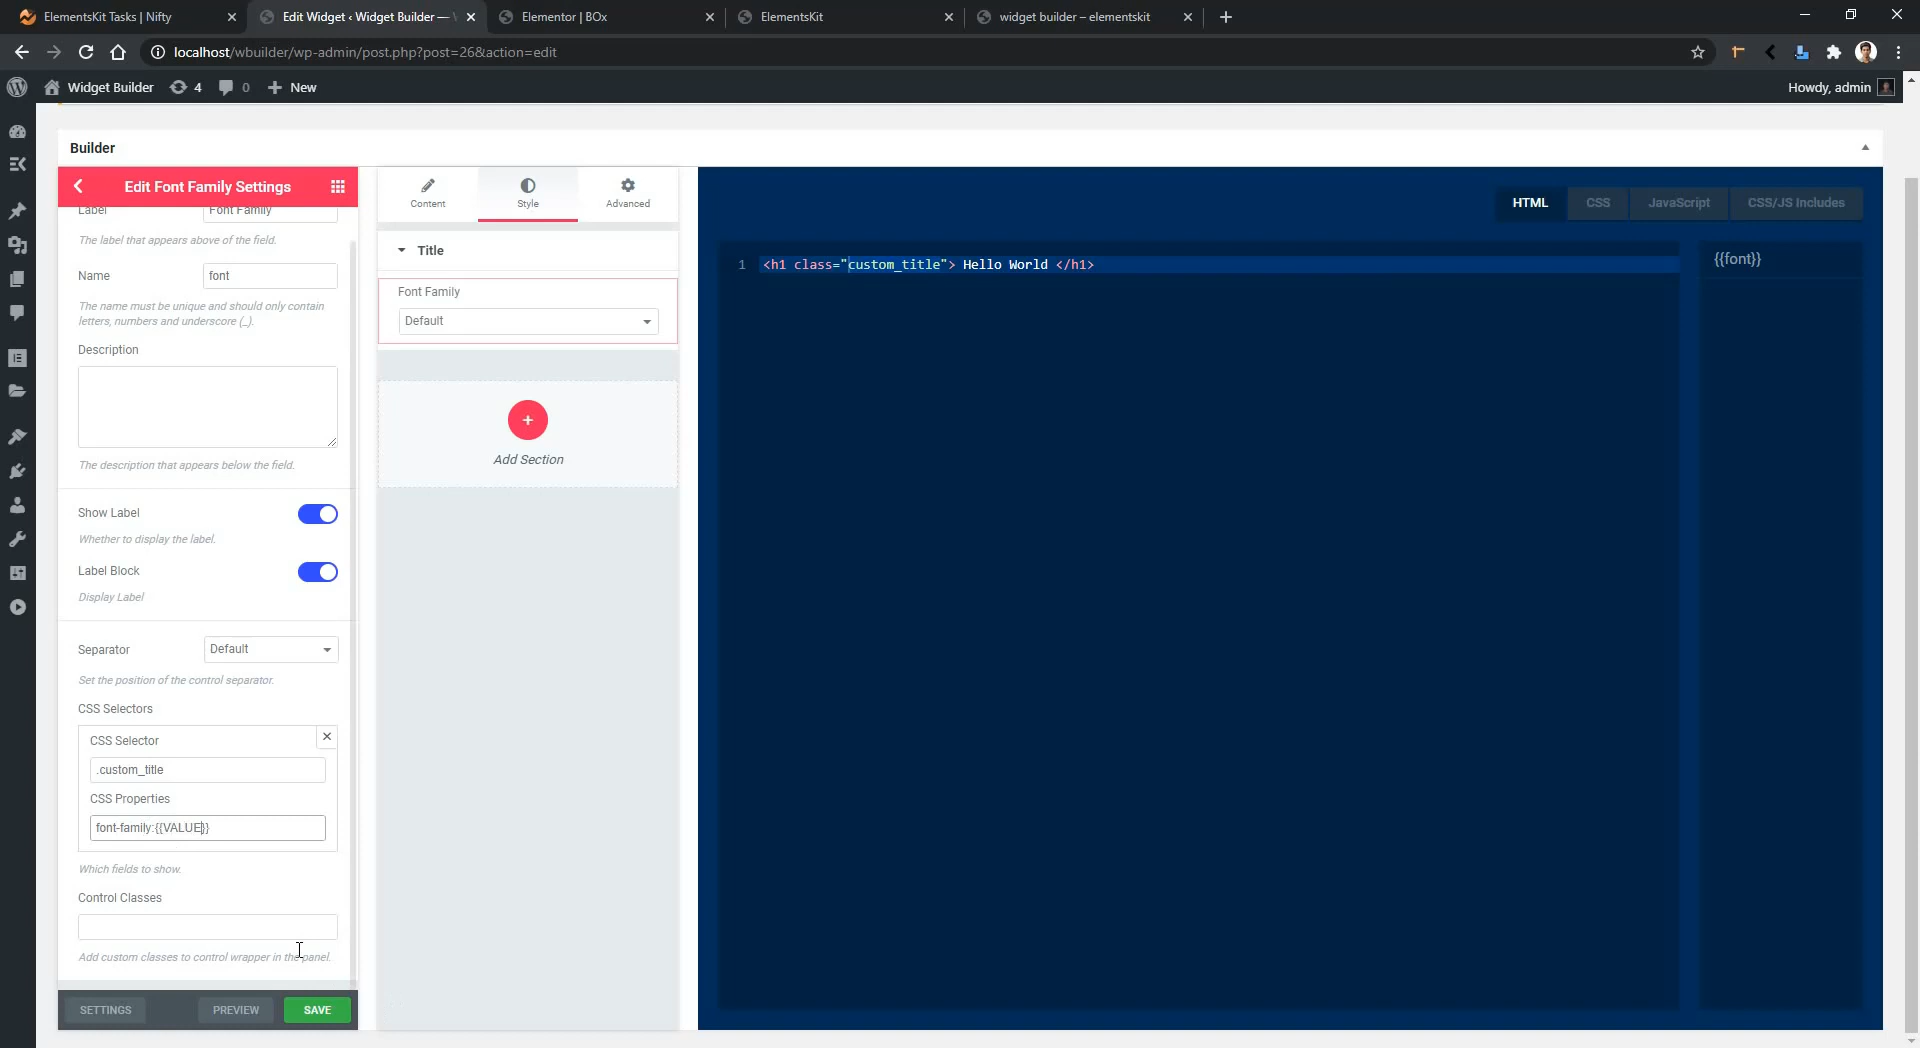 ElementsKit Tasks | Nifty
Edit Widget ‹ Widget Builder —
Elementor | BOx
ElementsKit
widget builder – elementskit
localhost/wbuilder/wp-admin/post.php?post=26&action=edit
Widget Builder
4
0
New
Howdy, admin
Builder
Edit Font Family Settings
Content
Style
Advanced
HTML
CSS
JavaScript
CSS/JS Includes
Label
Font Family
The label that appears above of the field.
Name
font
The name must be unique and should only contain
letters, numbers and underscore (_).
Description
The description that appears below the field.
Show Label
Whether to display the label.
Label Block
Display Label
Separator
Default
Set the position of the control separator.
CSS Selectors
CSS Selector
.custom_title
CSS Properties
font-family:{{VALUE}}
Which fields to show.
Control Classes
Add custom classes to control wrapper in the panel.
SETTINGS
PREVIEW
SAVE
Title
Font Family
Default
Add Section
1 <h1 class="custom_title"> Hello World </h1>
{{font}}